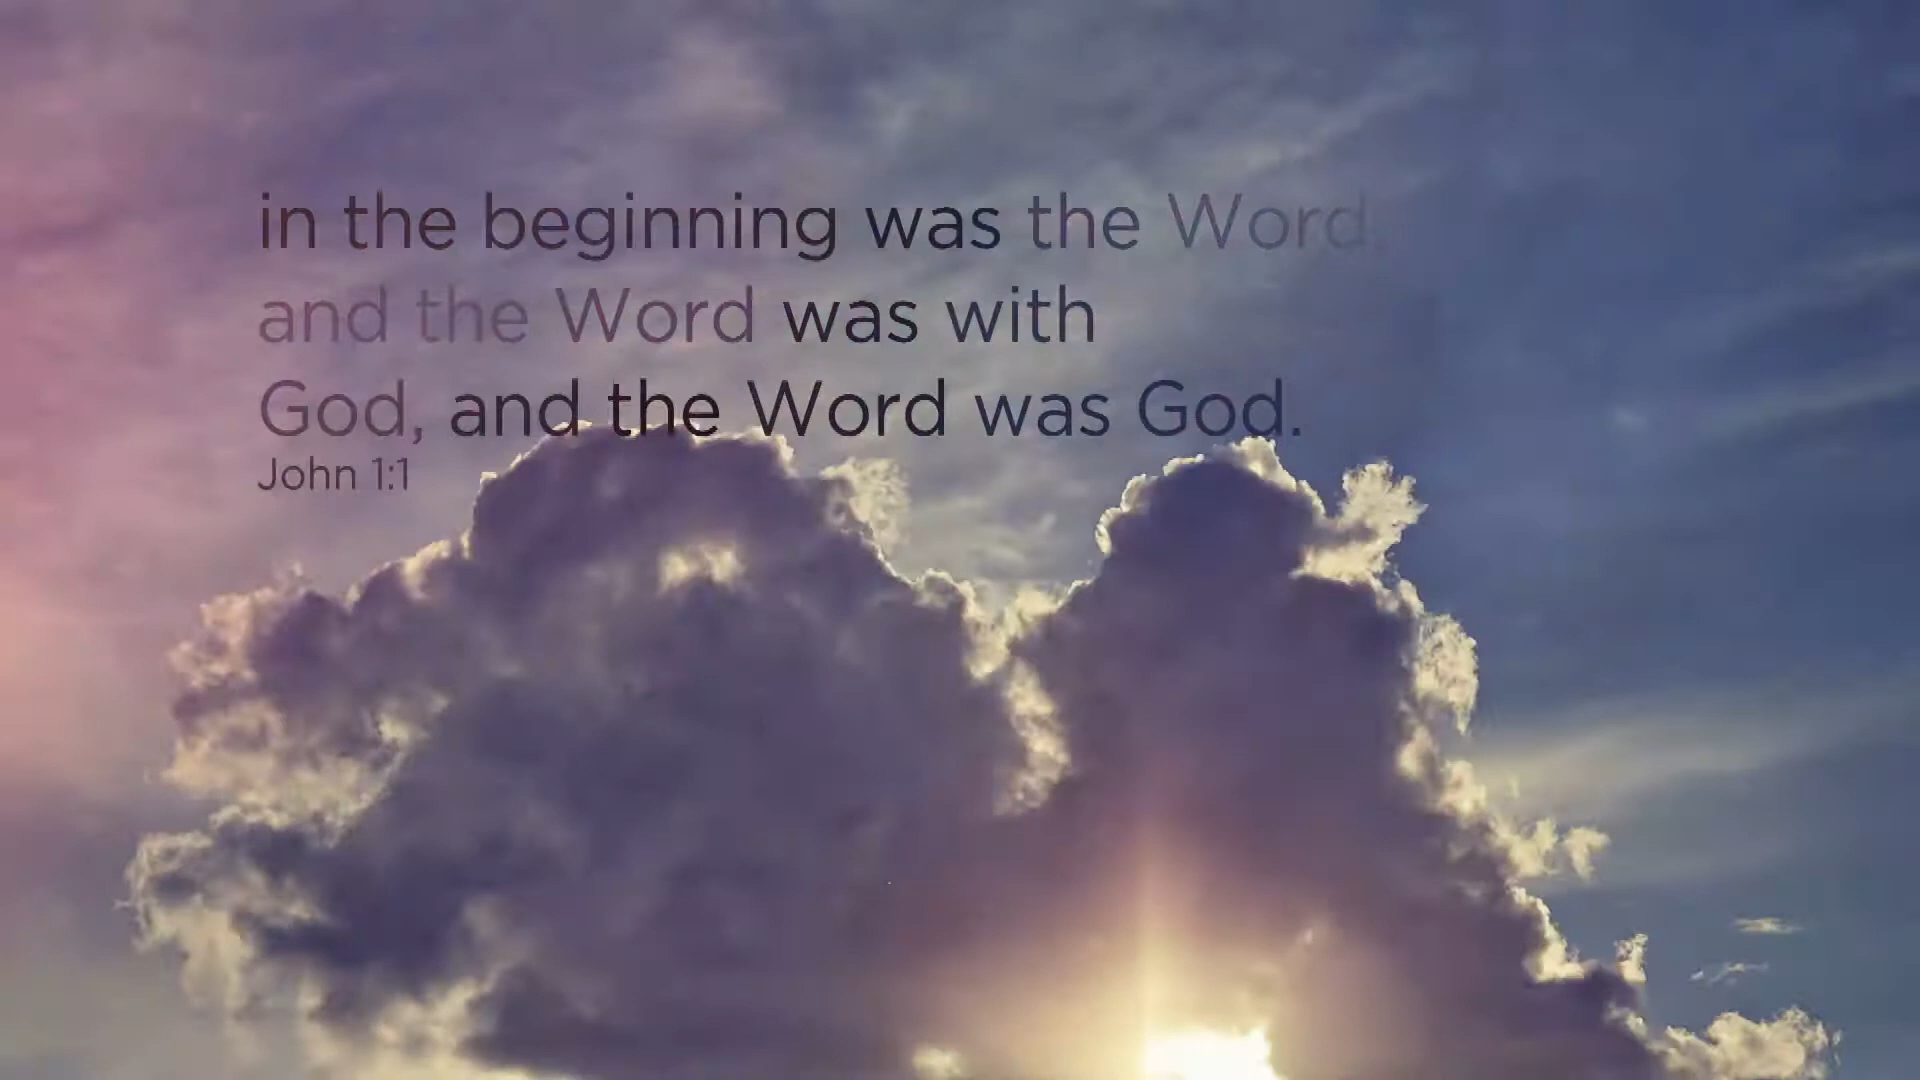 in the beginning was the Word,
and the Word was with
God, and the Word was God.
John 1:1